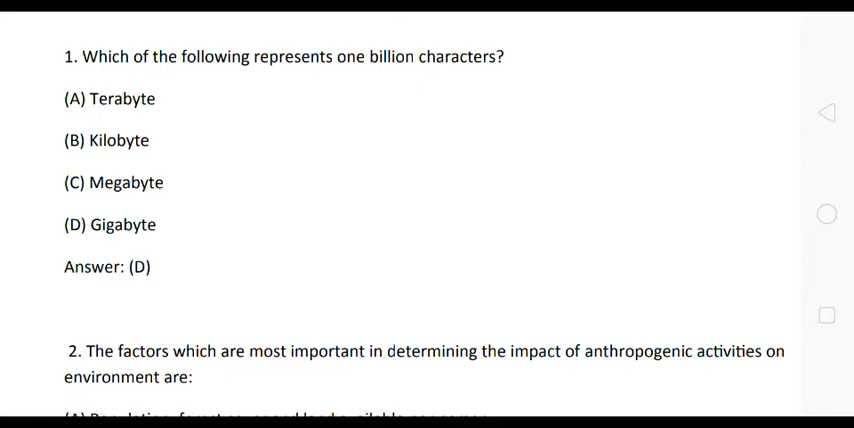 1. Which of the following represents one billion characters?
(A) Terabyte
(B) Kilobyte
(C) Megabyte
(D) Gigabyte
Answer: (D)
2. The factors which are most important in determining the impact of anthropogenic activities on
environment are: